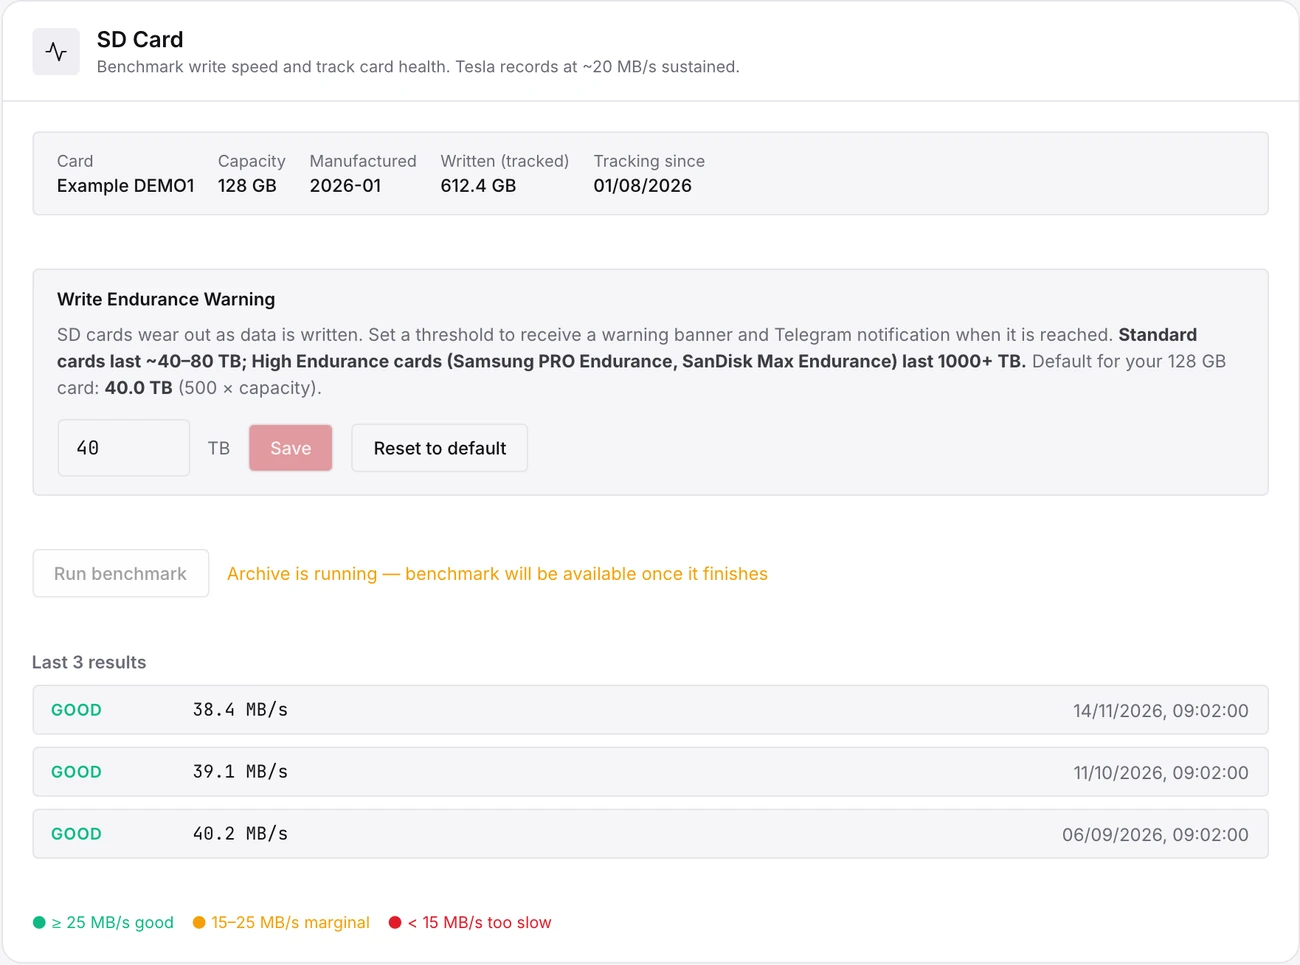 SD Card
Benchmark write speed and track card health. Tesla records at ~20 MB/s sustained.
Card Capacity Manufactured Written (tracked) Tracking since
Example DEMO1 128 GB 2026-01 612.4 GB 01/08/2026
Write Endurance Warning
SD cards wear out as data is written. Set a threshold to receive a warning banner and Telegram notification when it is reached. Standard
cards last ~40–80 TB; High Endurance cards (Samsung PRO Endurance, SanDisk Max Endurance) last 1000+ TB. Default for your 128 GB
card: 40.0 TB (500 × capacity).
40 TB Save Reset to default
Run benchmark Archive is running — benchmark will be available once it finishes
Last 3 results
GOOD 38.4 MB/s 14/11/2026, 09:02:00
GOOD 39.1 MB/s 11/10/2026, 09:02:00
GOOD 40.2 MB/s 06/09/2026, 09:02:00
≥ 25 MB/s good 15–25 MB/s marginal < 15 MB/s too slow